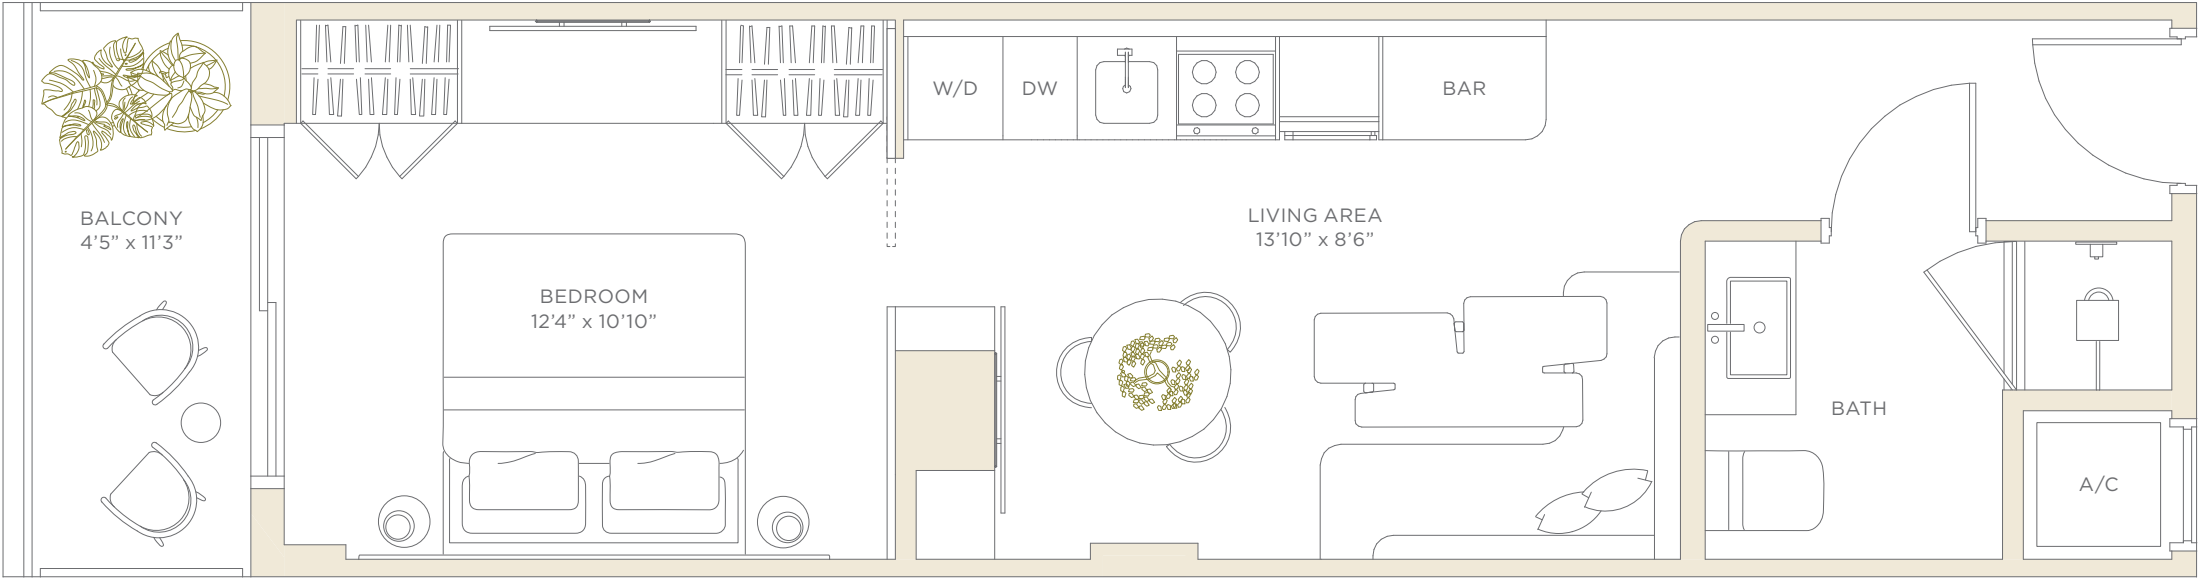 W/D
DW
BAR
BALCONY
4’5” x 11’3”
LIVING AREA
13’10” x 8’6”
BEDROOM
12’4” x 10’10”
BATH
A/C